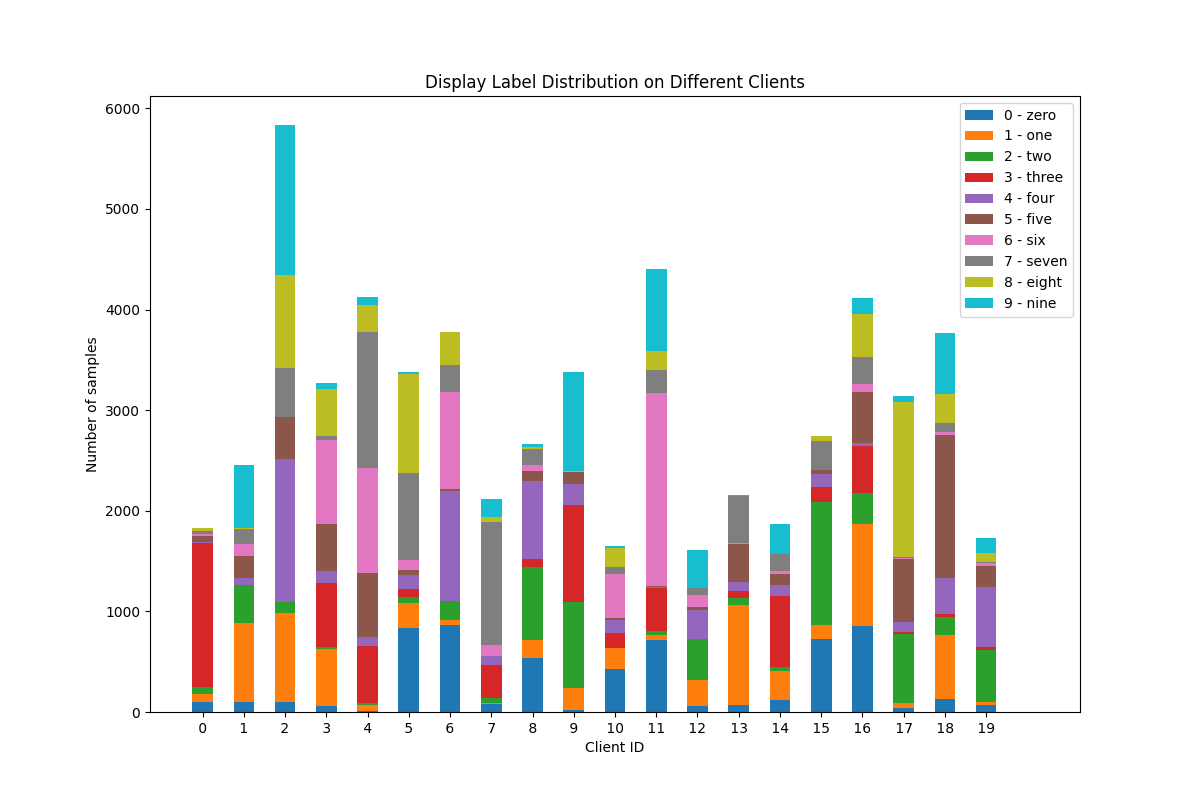 Display Label Distribution on Different Clients
6000
5000
4000
3000
2000
1000
0
Number of samples
0 - zero
1 - one
2 - two
3 - three
4 - four
5 - five
6 - six
7 - seven
8 - eight
9 - nine
0 1 2 3 4 5 6 7 8 9 10 11 12 13 14 15 16 17 18 19
Client ID